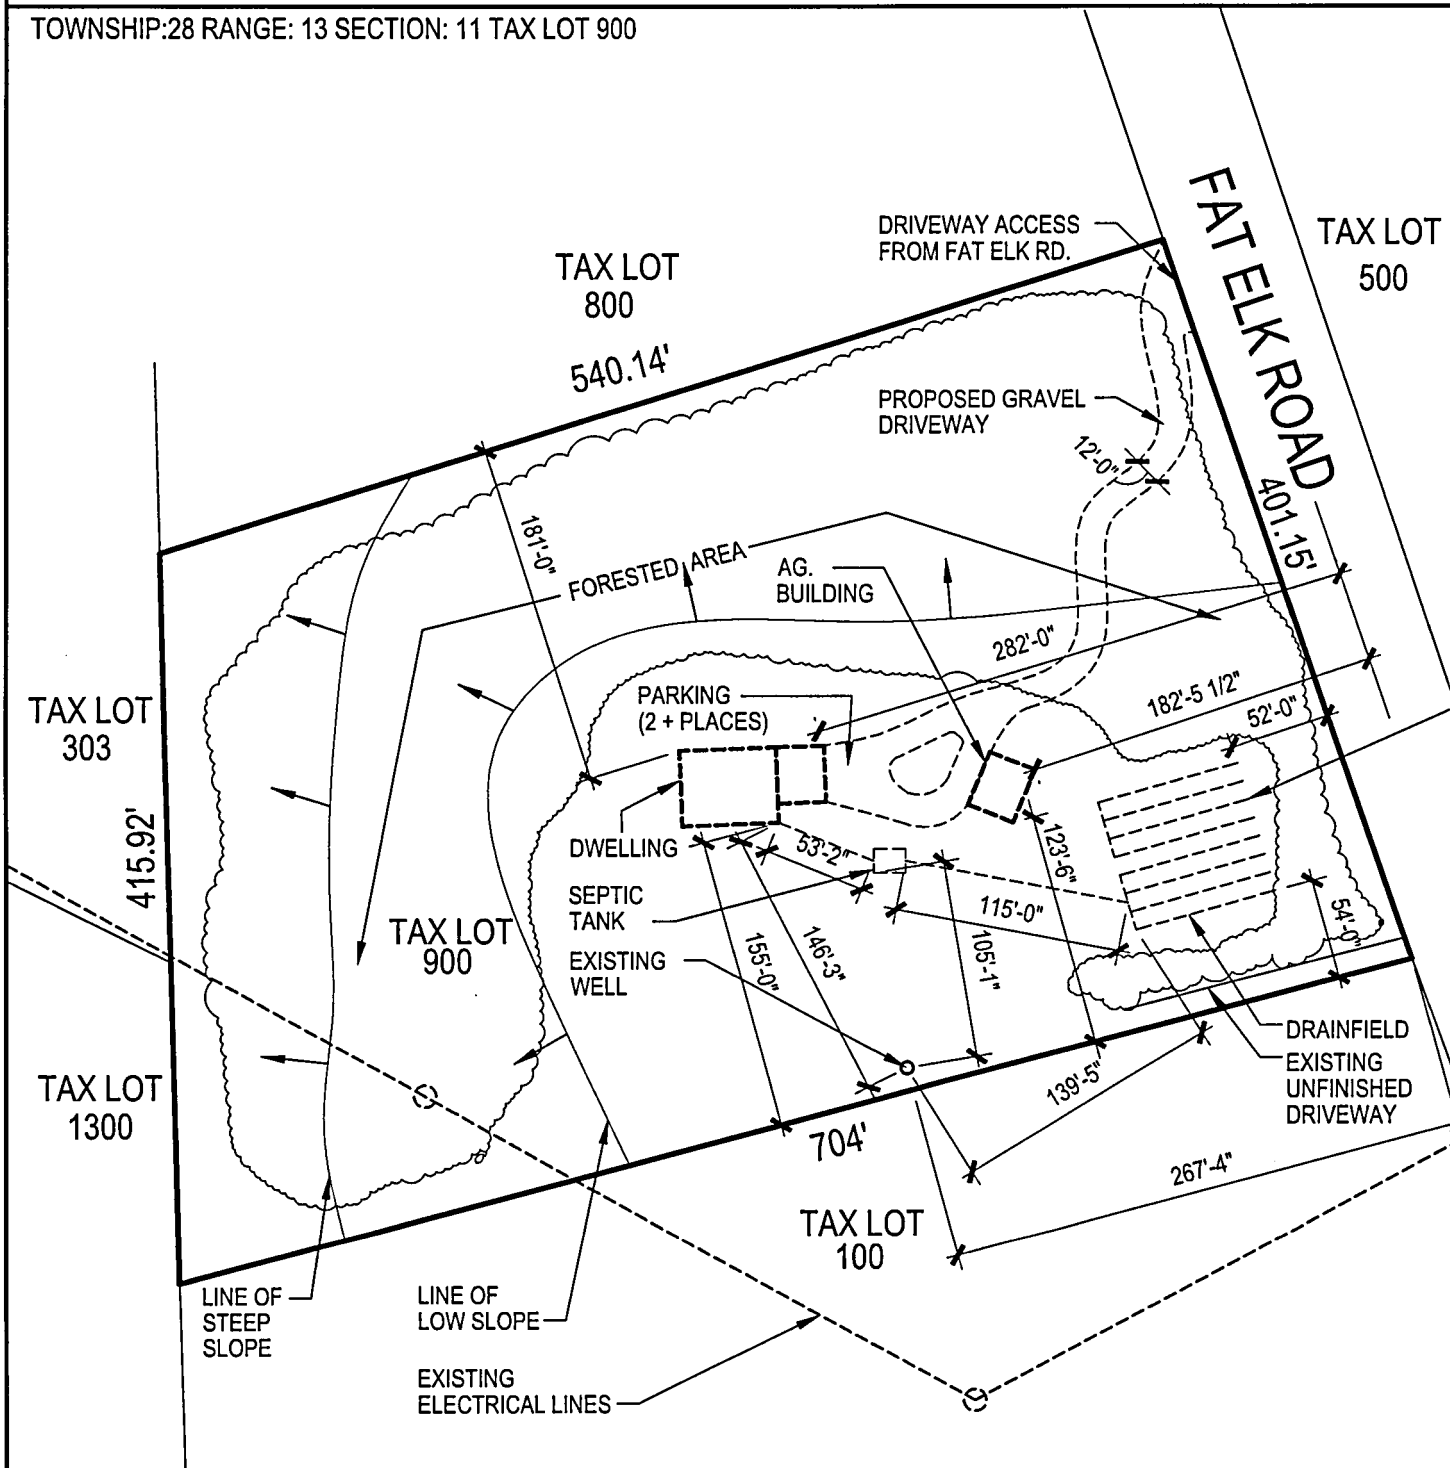 TOWNSHIP:28 RANGE: 13 SECTION: 11 TAX LOT 900
DRIVEWAY ACCESS
FROM FAT ELK RD.
FAT ELK ROAD
TAX LOT
500
TAX LOT
800
540.14'
PROPOSED GRAVEL
DRIVEWAY
12'-0"
401.15'
181'-0"
FORESTED AREA
AG.
BUILDING
282'-0"
182'-5 1/2"
52'-0"
PARKING
(2 + PLACES)
TAX LOT
303
415.92'
DWELLING
53'-2"
123'-6"
SEPTIC
TANK
115'-0"
54'-0"
TAX LOT
900
155'-0"
146'-3"
105'-1"
EXISTING
WELL
DRAINFIELD
EXISTING
UNFINISHED
DRIVEWAY
139'-5"
TAX LOT
1300
704'
267'-4"
TAX LOT
100
LINE OF
STEEP
SLOPE
LINE OF
LOW SLOPE
EXISTING
ELECTRICAL LINES